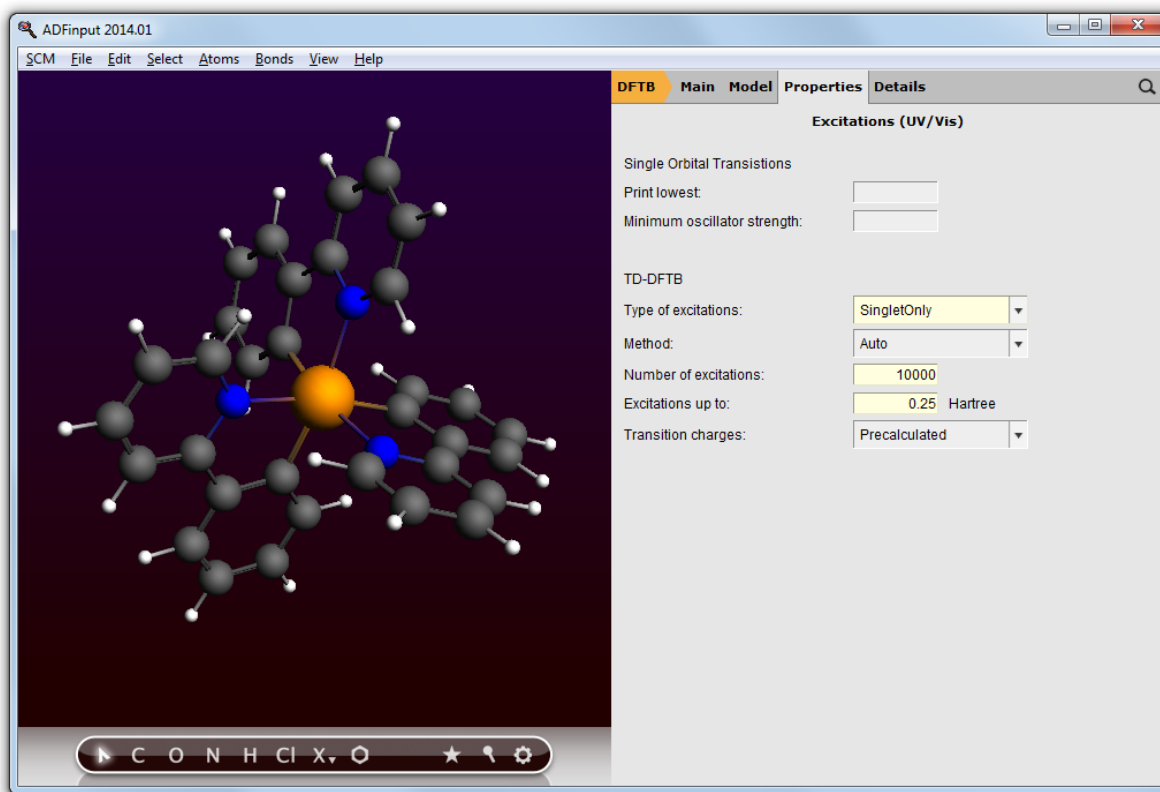 ADFinput 2014.01
SCM File Edit Select Atoms Bonds View Help
DFTB Main Model Properties Details
Excitations (UV/Vis)
Single Orbital Transistions
Print lowest:
Minimum oscillator strength:
TD-DFTB
Type of excitations: SingletOnly
Method: Auto
Number of excitations: 10000
Excitations up to: 0.25 Hartree
Transition charges: Precalculated
C O N H Cl X